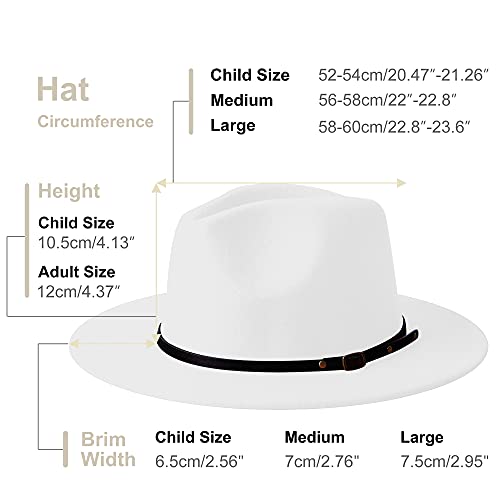 Hat
Circumference
Child Size 52-54cm/20.47″-21.26″
Medium 56-58cm/22″-22.8″
Large 58-60cm/22.8″-23.6″
Height
Child Size
10.5cm/4.13″
Adult Size
12cm/4.37″
Brim
Width
Child Size Medium Large
6.5cm/2.56″ 7cm/2.76″ 7.5cm/2.95″